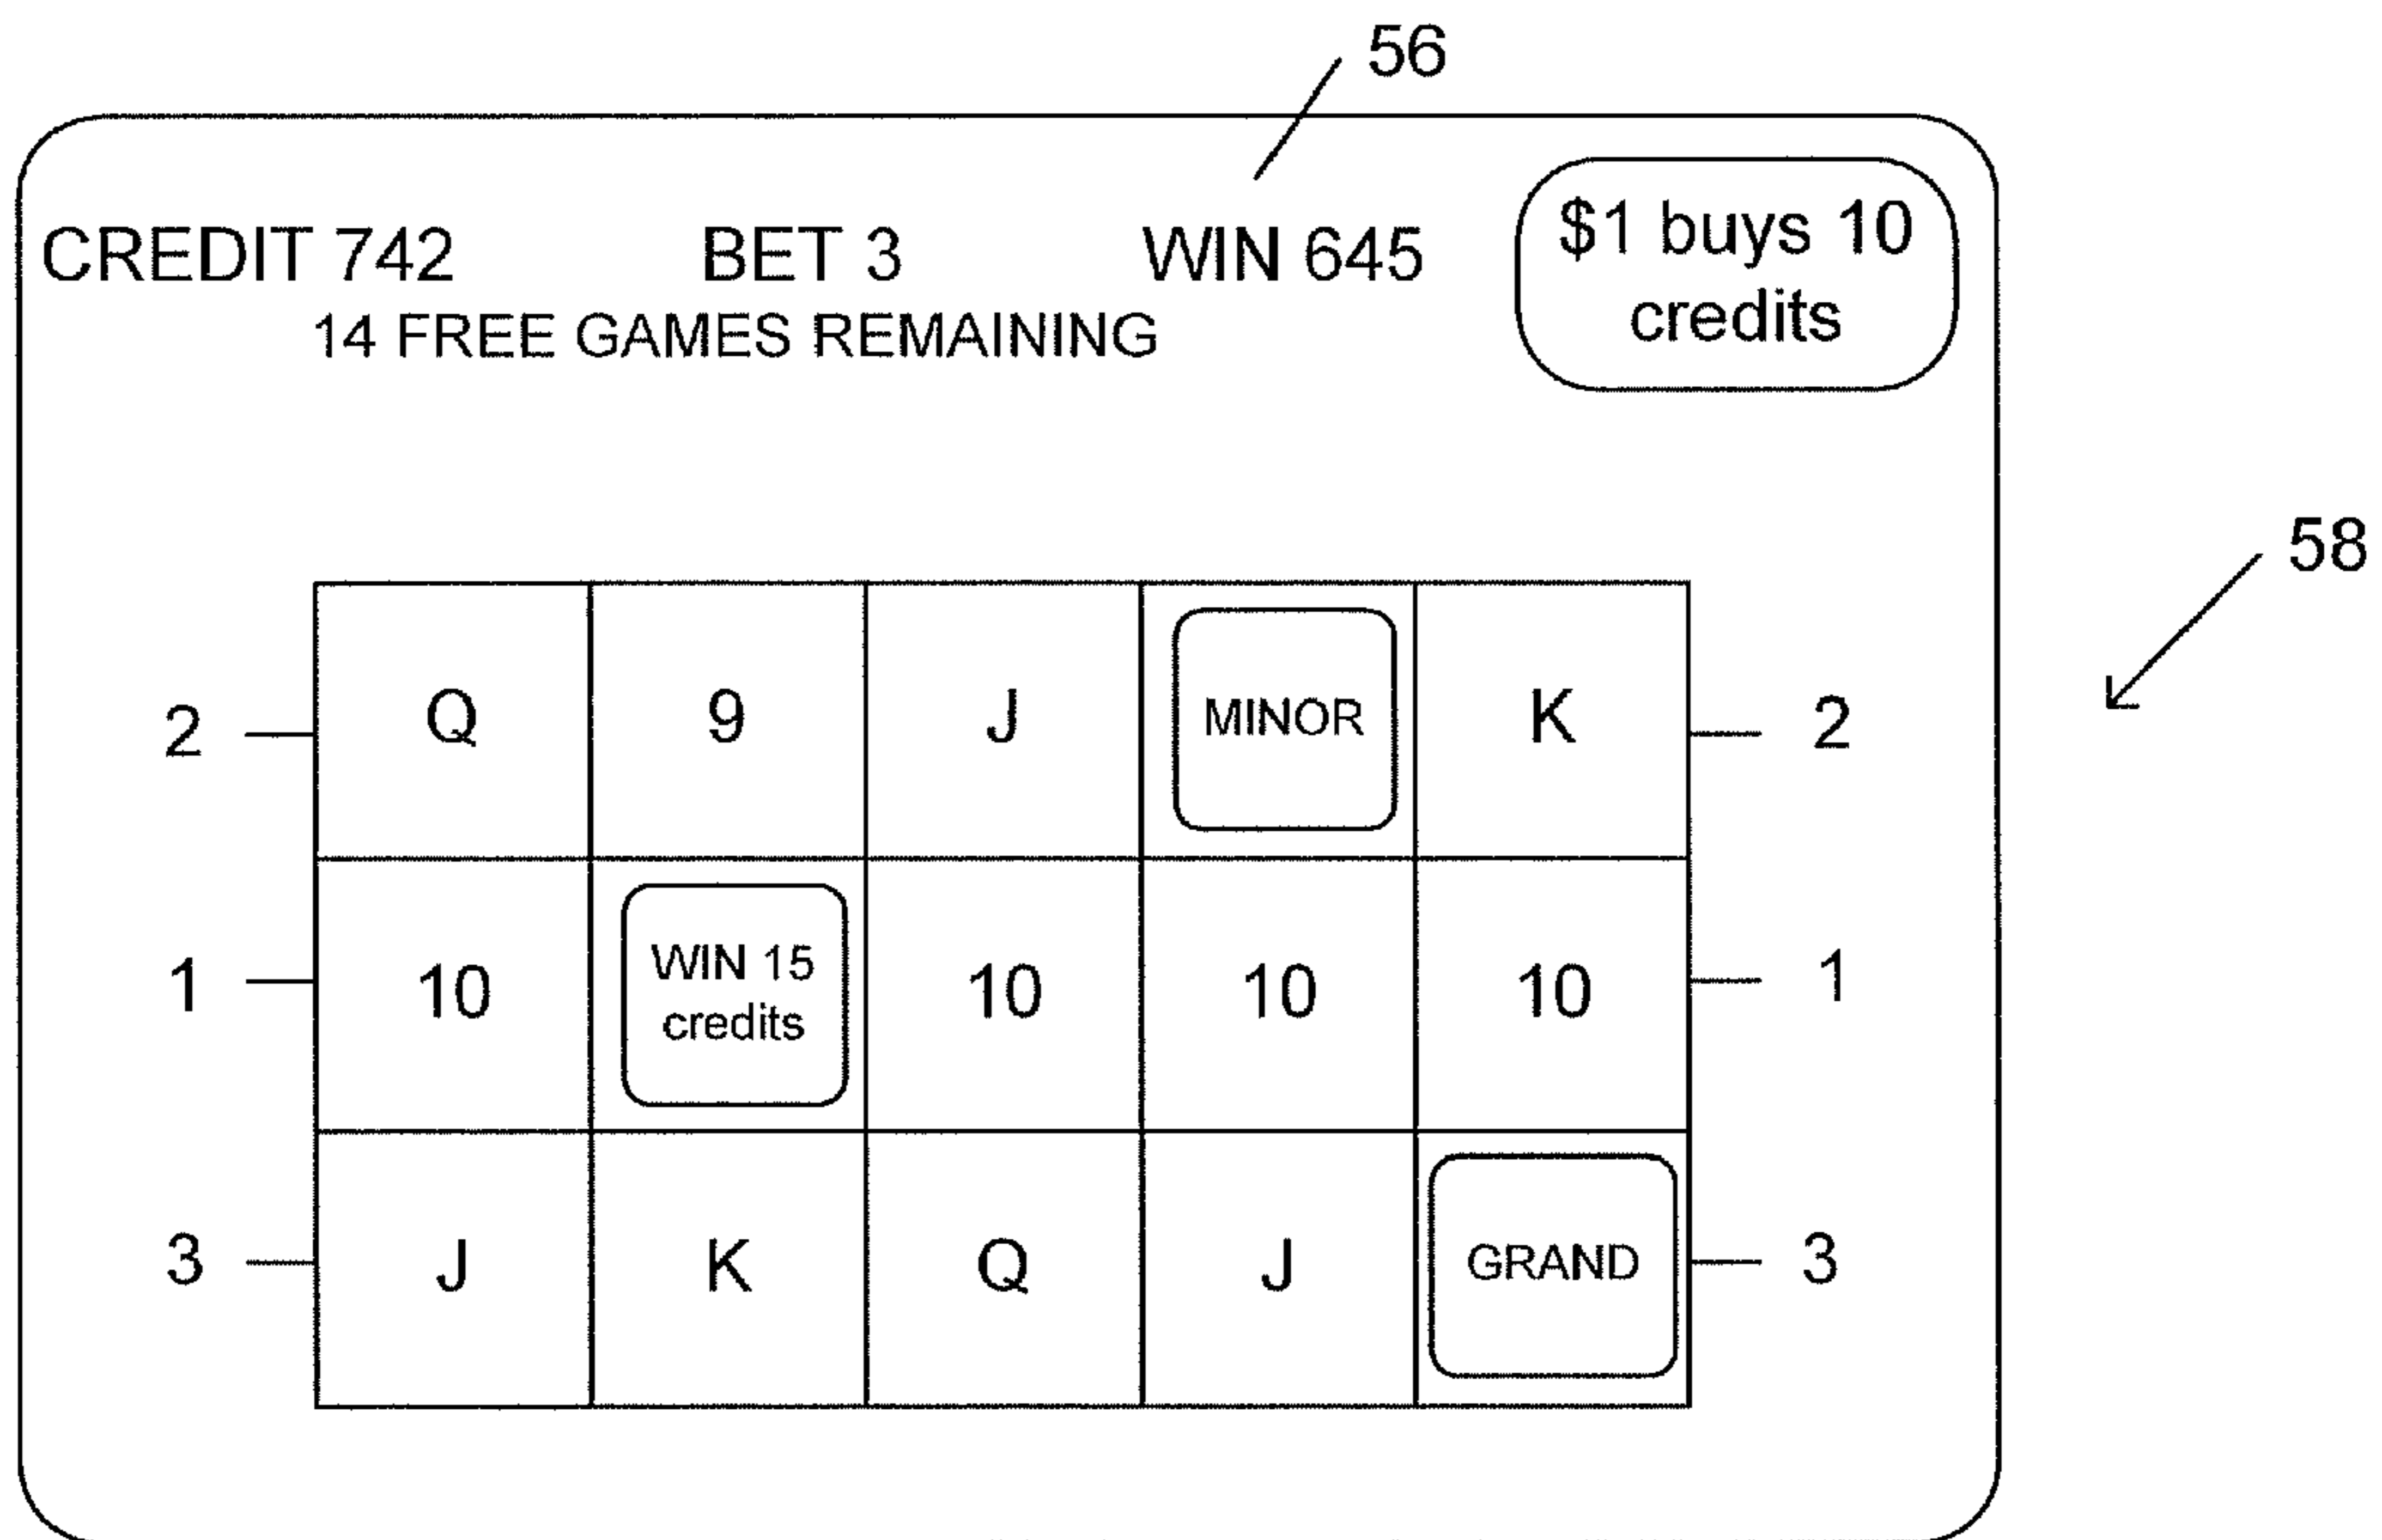 56
$1 buys 10
credits
CREDIT 742 BET 3 WIN 645
14 FREE GAMES REMAINING
58
2 Q 9 J MINOR K 2
1 10 WIN 15 credits 10 10 10 1
3 J K Q J GRAND 3